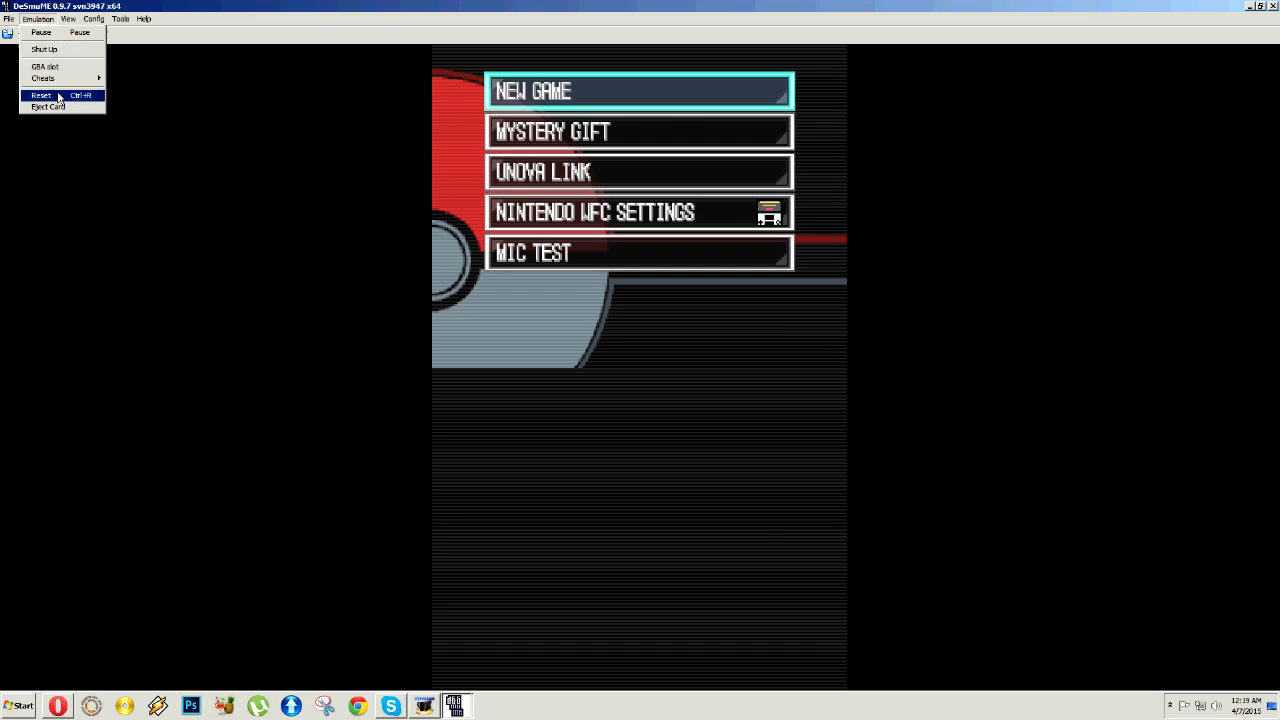 DeSmuME 0.9.7 svn3947 x64
File Emulation View Config Tools Help
Pause Pause
Shut Up
GBA slot
Cheats
Reset Ctrl+R
Eject Card
NEW GAME
MYSTERY GIFT
UNOVA LINK
NINTENDO WFC SETTINGS
MIC TEST
Start
Ps
12:19 AM
4/7/2015